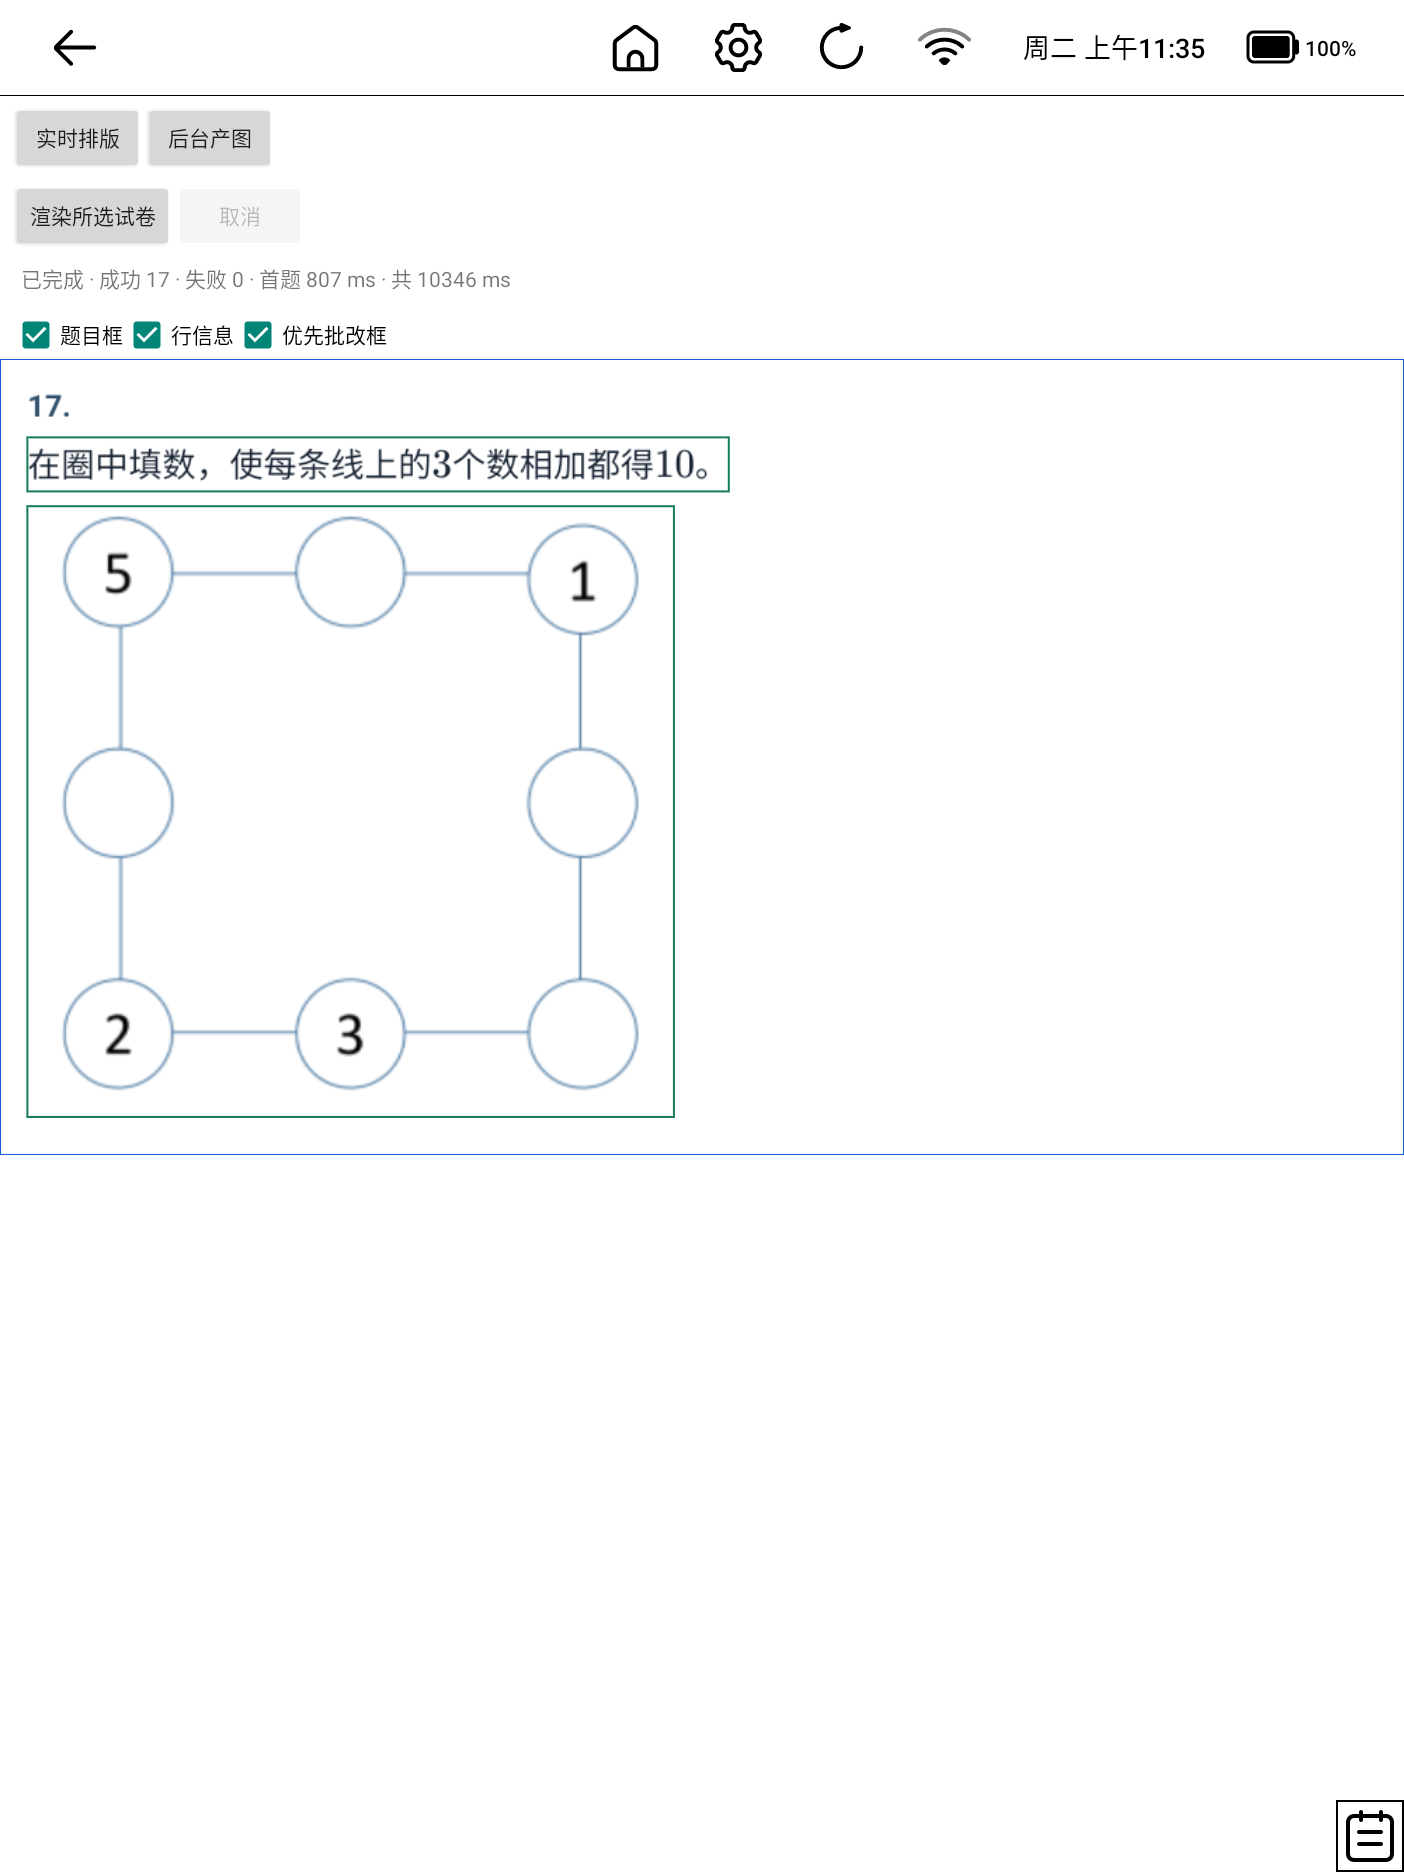 周二 上午11:35 100%
实时排版 后台产图
渲染所选试卷 取消
已完成 · 成功 17 · 失败 0 · 首题 807 ms · 共 10346 ms
题目框 行信息 优先批改框
17.
在圈中填数，使每条线上的3个数相加都得10。
5 1
2 3